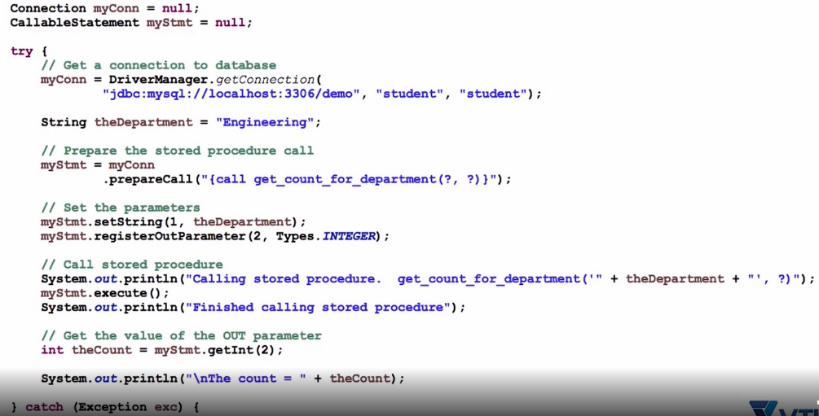 Connection myConn = null;
CallableStatement myStmt = null;
try {
// Get a connection to database
myConn = DriverManager.getConnection(
"jdbc:mysql://localhost:3306/demo", "student", "student");
String theDepartment = "Engineering";
// Prepare the stored procedure call
myStmt = myConn
.prepareCall("{call get_count_for_department(?, ?)}");
// Set the parameters
myStmt.setString(1, theDepartment);
myStmt.registerOutParameter(2, Types.INTEGER);
// Call stored procedure
System.out.println("Calling stored procedure.  get_count_for_department('" + theDepartment + "', ?)");
myStmt.execute();
System.out.println("Finished calling stored procedure");
// Get the value of the OUT parameter
int theCount = myStmt.getInt(2);
System.out.println("\nThe count = " + theCount);
} catch (Exception exc) {